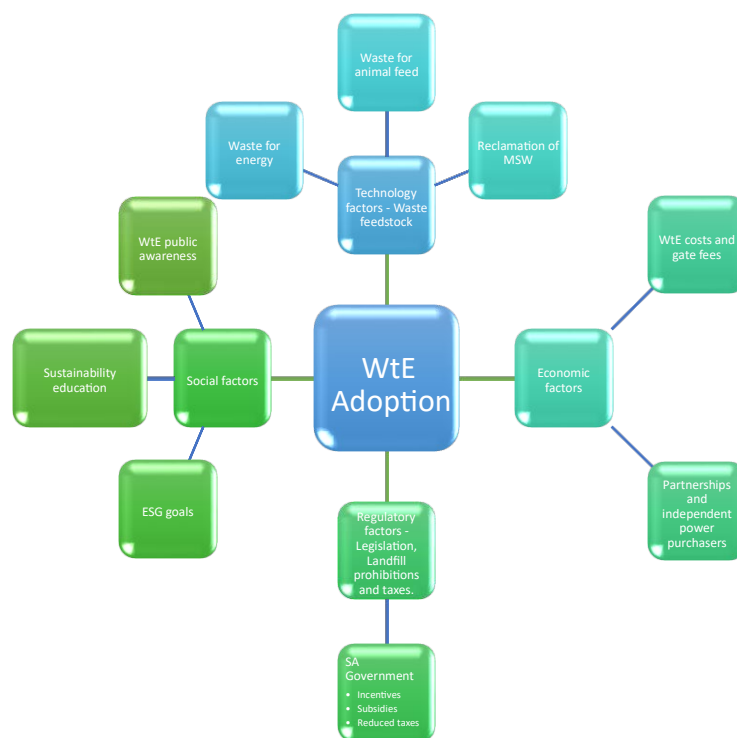 Waste for
animal feed
Waste for
energy
Reclamation of
MSW
Technology
factors - Waste
feedstock
WtE public
awareness
WtE costs and
gate fees
Sustainability
education
Social factors
WtE
Adoption
Economic
factors
ESG goals
Partnerships
and
independent
power
purchasers
Regulatory
factors -
Legislation,
Landfill
prohibitions
and taxes.
SA
Government
• Incentives
• Subsidies
• Reduced taxes